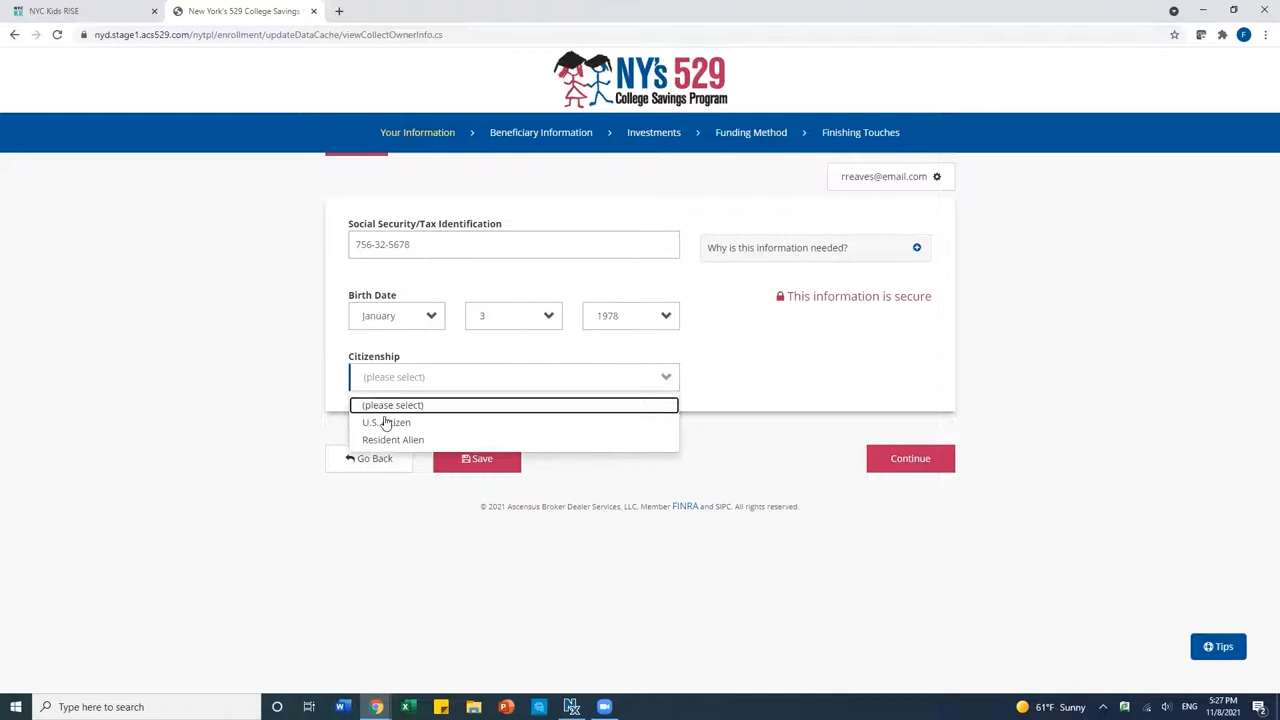 NYC Kids RISE
New York's 529 College Savings
nyd.stage1.acs529.com/nytpl/enrollment/updateDataCache/viewCollectOwnerInfo.cs
F
NY's 529
College Savings Program
Your Information
Beneficiary Information
Investments
Funding Method
Finishing Touches
rreaves@email.com
Social Security/Tax Identification
756-32-5678
Why is this information needed?
Birth Date
This information is secure
January
3
1978
Citizenship
(please select)
(please select)
U.S. Citizen
Resident Alien
Go Back
Save
Continue
© 2021 Ascensus Broker Dealer Services, LLC. Member FINRA and SIPC. All rights reserved.
Tips
Type here to search
61°F Sunny
5:27 PM
11/8/2021
2